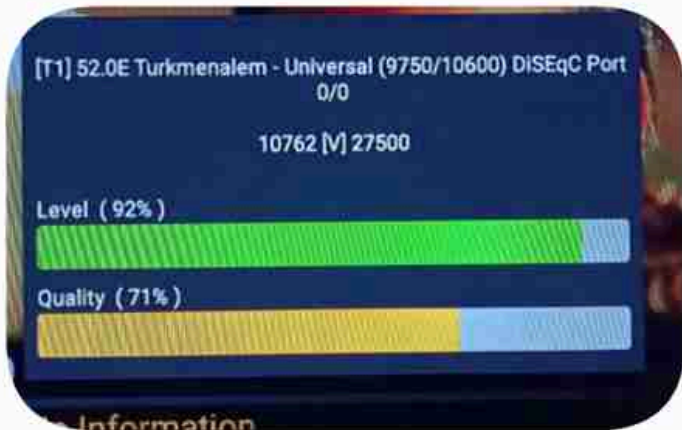 [T1] 52.0E Turkmenalem - Universal (9750/10600) DiSEqC Port
0/0
10762 [V] 27500
Level ( 92% )
Quality ( 71% )
Information